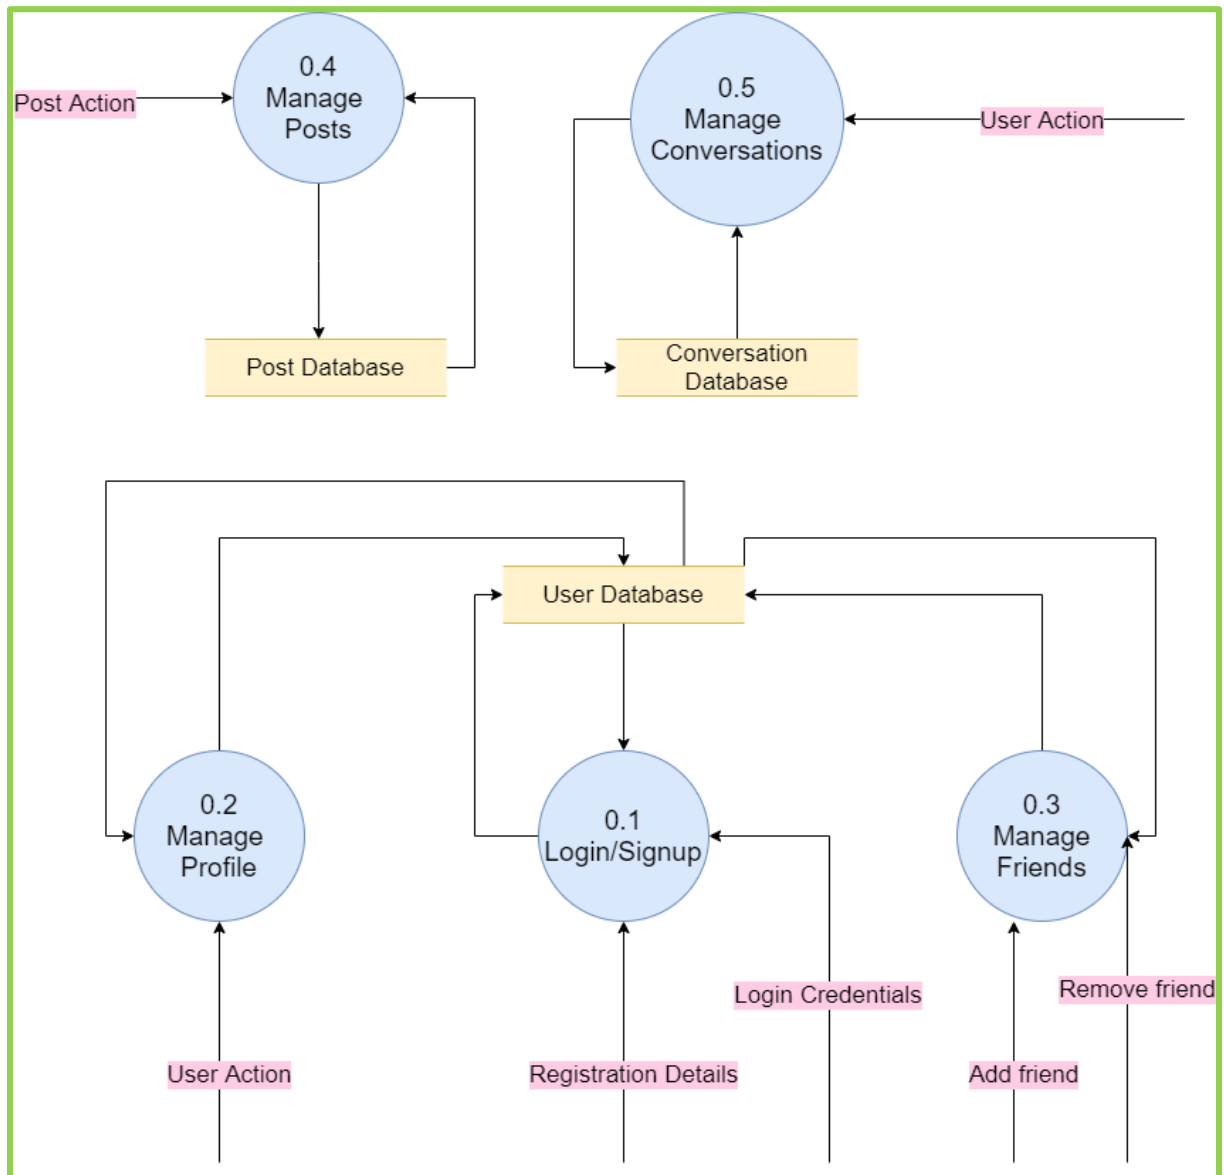 0.4
Manage
Posts
Post Action
0.5
Manage
Conversations
User Action
Post Database
Conversation
Database
User Database
0.2
Manage
Profile
0.1
Login/Signup
0.3
Manage
Friends
Login Credentials
Remove friend
User Action
Registration Details
Add friend